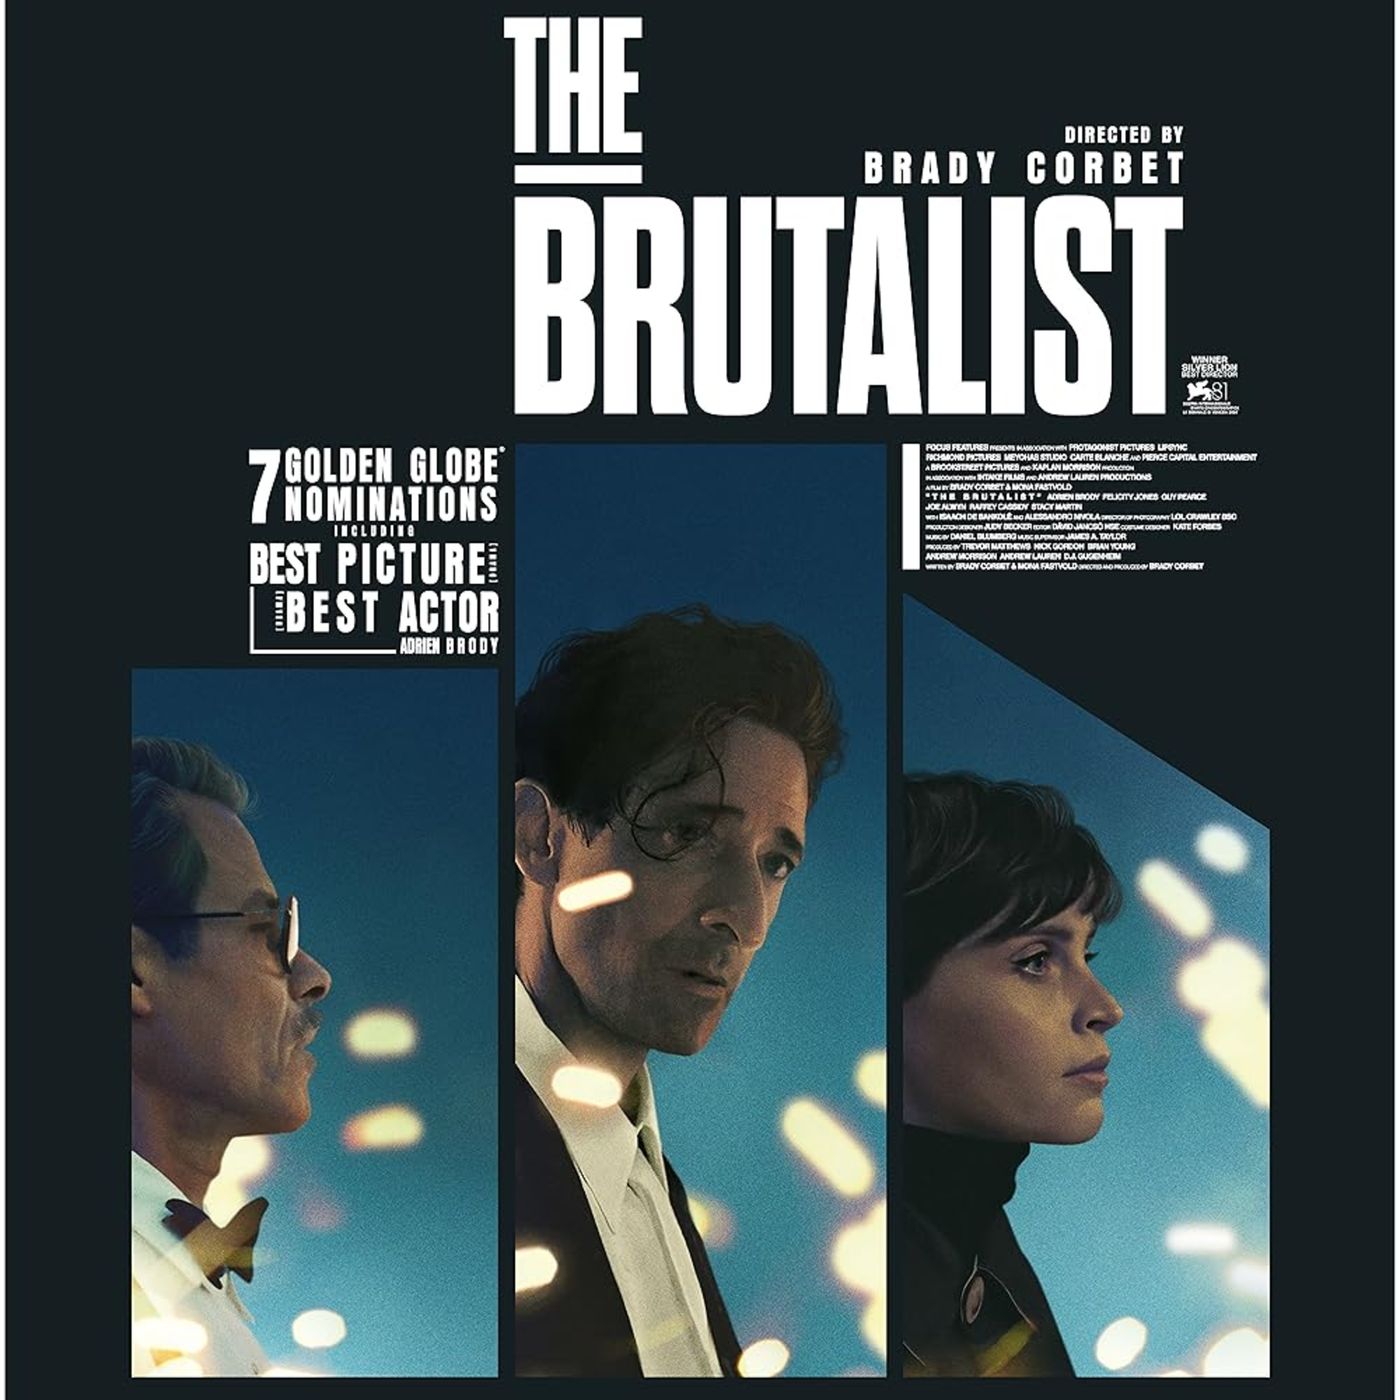 THE
DIRECTED BY
BRADY CORBET
BRUTALIST
WINNER
SILVER LION
BEST DIRECTOR
81
7 GOLDEN GLOBE®
NOMINATIONS
INCLUDING
BEST PICTURE [DRAMA]
[DRAMA] BEST ACTOR
ADRIEN BRODY
FOCUS FEATURES PRESENTS IN ASSOCIATION WITH PROTAGONIST PICTURES LIPSYNC
RICHMOND PICTURES MEYOHAS STUDIO CARTE BLANCHE AND PIERCE CAPITAL ENTERTAINMENT
A BROOKSTREET PICTURES AND KAPLAN MORRISON PRODUCTION
IN ASSOCIATION WITH INTAKE FILMS AND ANDREW LAUREN PRODUCTIONS
A FILM BY BRADY CORBET & MONA FASTVOLD
"THE BRUTALIST" ADRIEN BRODY FELICITY JONES GUY PEARCE
JOE ALWYN RAFFEY CASSIDY STACY MARTIN
WITH ISAACH DE BANKOLÉ AND ALESSANDRO NIVOLA DIRECTOR OF PHOTOGRAPHY LOL CRAWLEY BSC
PRODUCTION DESIGNER JUDY BECKER EDITOR DÁVID JANCSÓ HSE COSTUME DESIGNER KATE FORBES
MUSIC BY DANIEL BLUMBERG MUSIC SUPERVISOR JAMES A. TAYLOR
PRODUCED BY TREVOR MATTHEWS NICK GORDON BRIAN YOUNG
ANDREW MORRISON ANDREW LAUREN D.J. GUGENHEIM
WRITTEN BY BRADY CORBET & MONA FASTVOLD DIRECTED AND PRODUCED BY BRADY CORBET